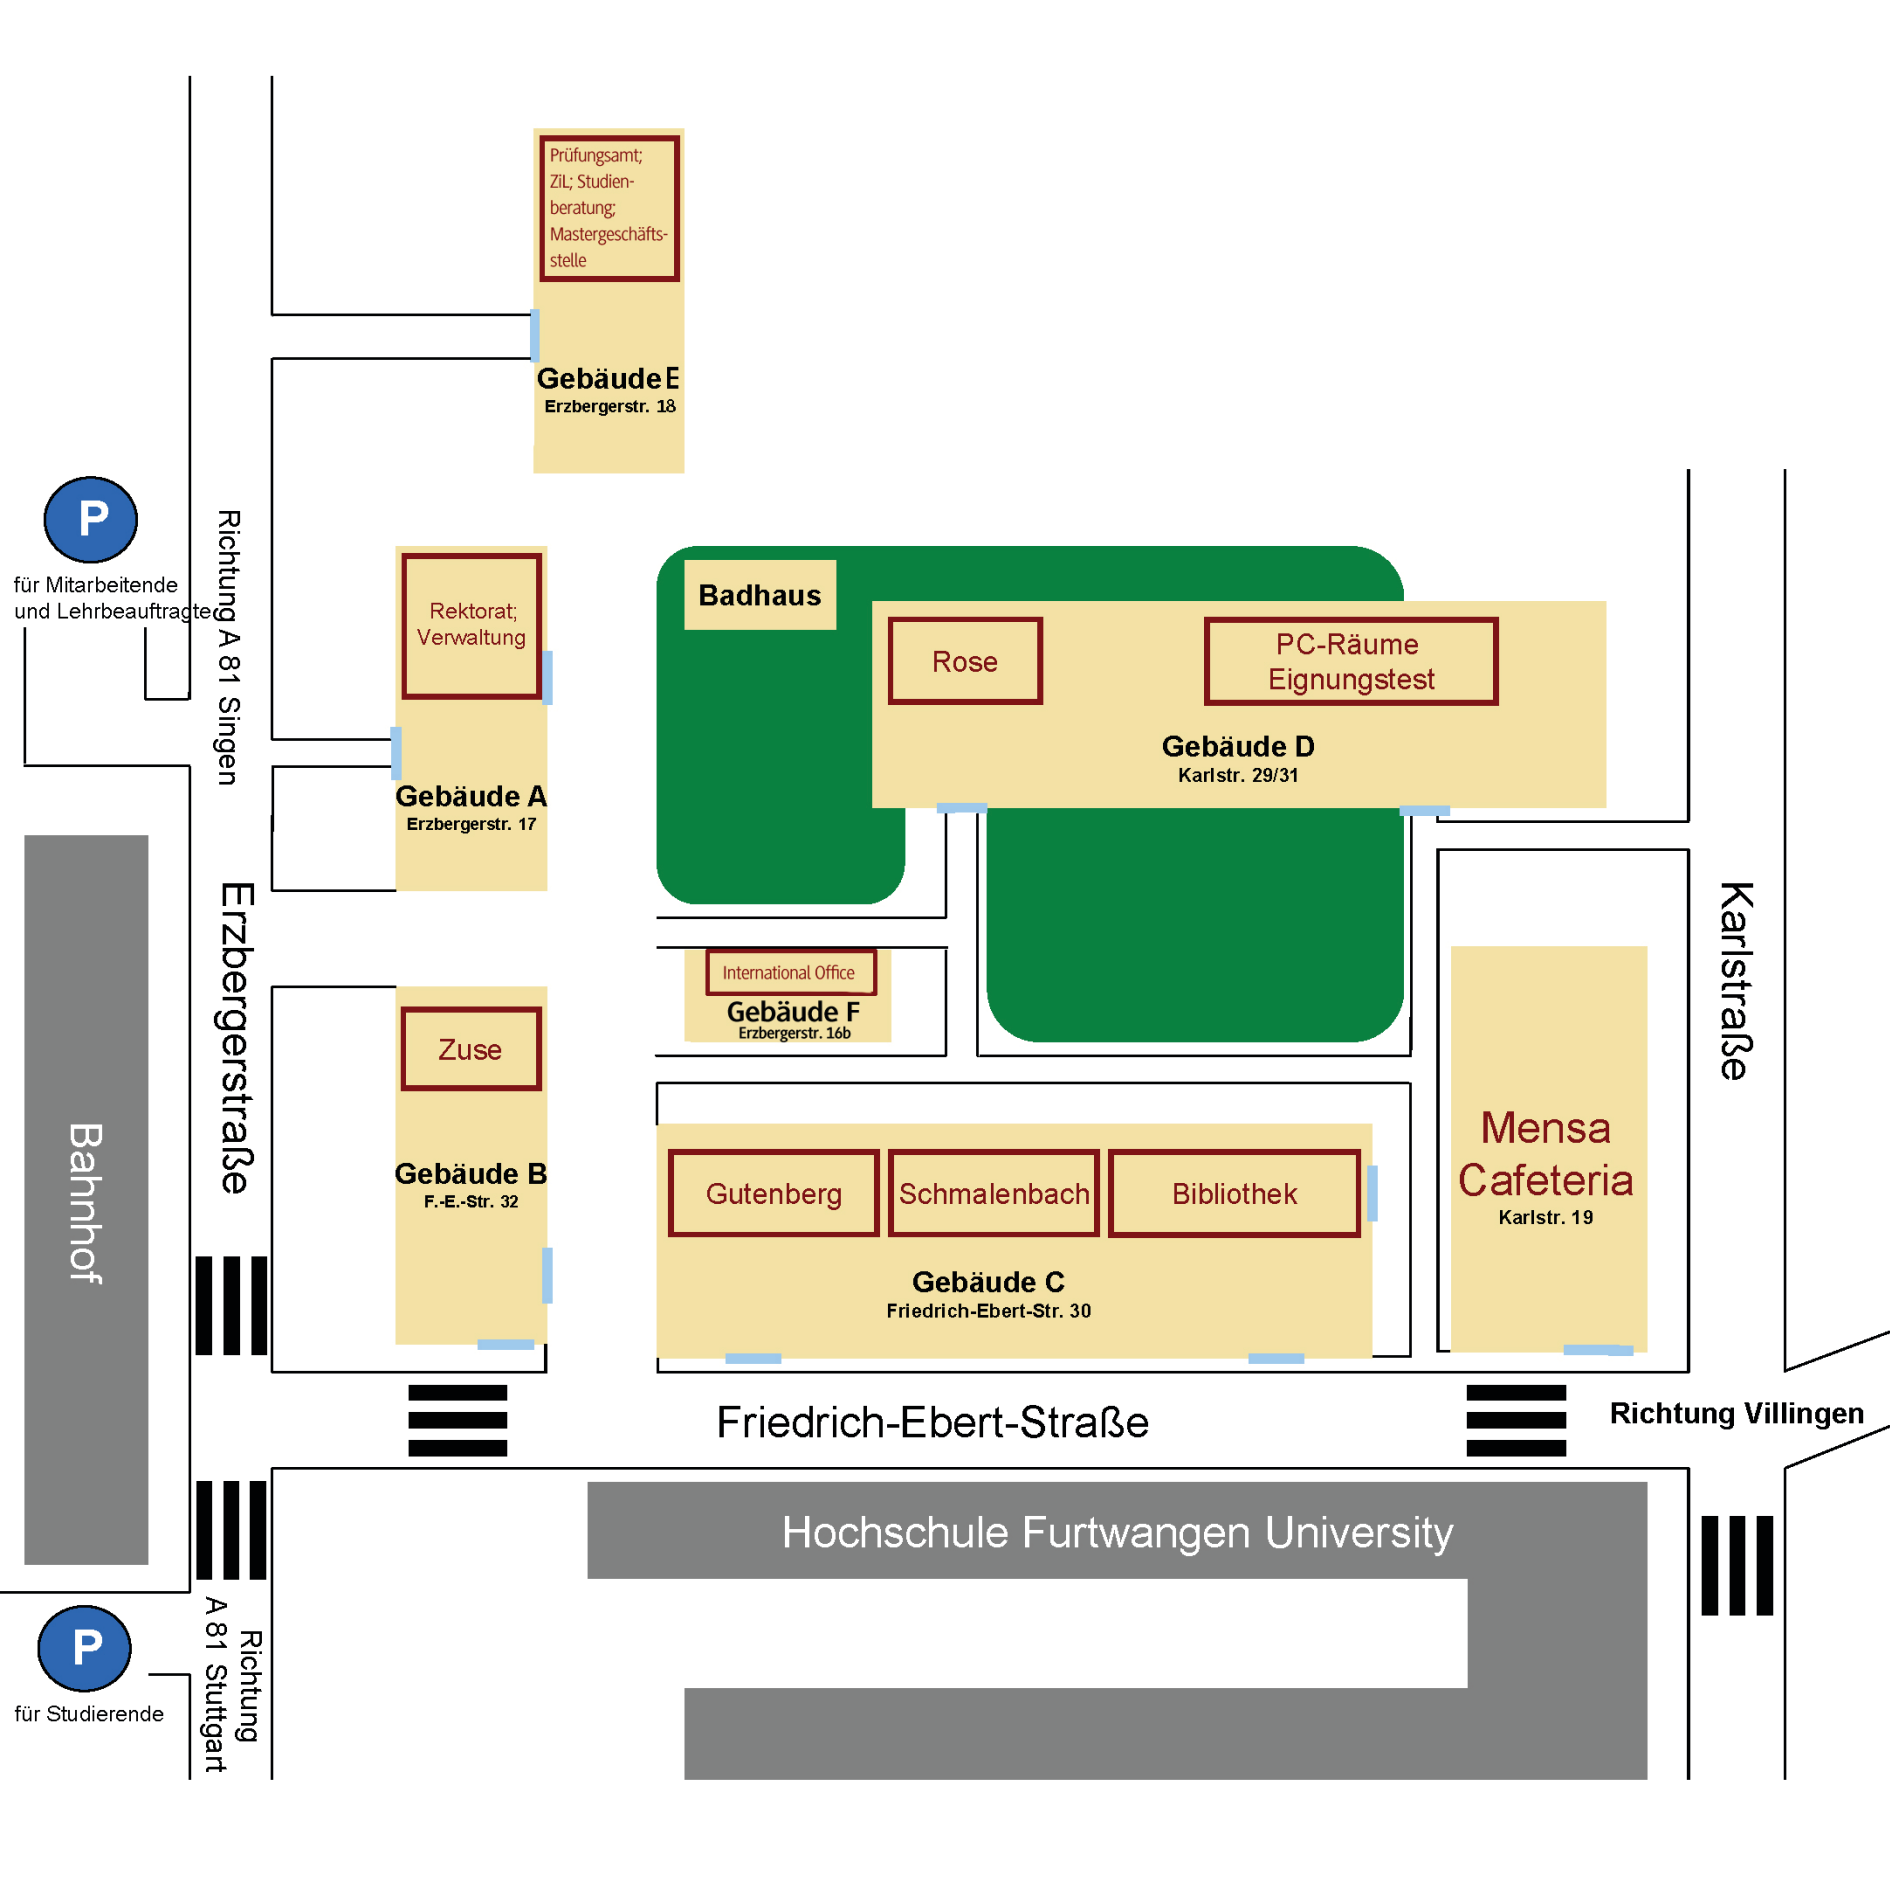 Prüfungsamt;
ZiL; Studien-
beratung;
Mastergeschäfts-
stelle
Gebäude E
Erzbergerstr. 18
P
für Mitarbeitende
und Lehrbeauftragte
Richtung A 81 Singen
Rektorat;
Verwaltung
Gebäude A
Erzbergerstr. 17
Badhaus
Rose
PC-Räume
Eignungstest
Gebäude D
Karlstr. 29/31
Erzbergerstraße
Karlstraße
International Office
Gebäude F
Erzbergerstr. 16b
Zuse
Gebäude B
F.-E.-Str. 32
Bahnhof
Gutenberg
Schmalenbach
Bibliothek
Gebäude C
Friedrich-Ebert-Str. 30
Mensa
Cafeteria
Karlstr. 19
Friedrich-Ebert-Straße
Richtung Villingen
Hochschule Furtwangen University
P
für Studierende
Richtung
A 81 Stuttgart